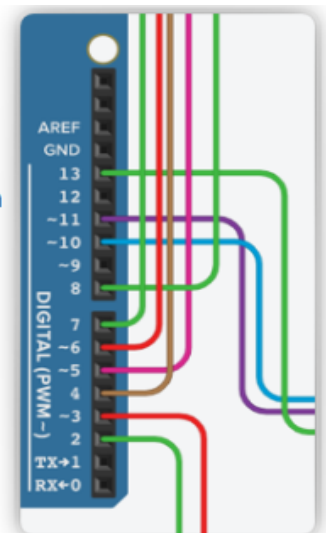 AREF
GND
13
12
~11
~10
~9
8
7
~6
~5
4
~3
2
TX→1
RX←0
DIGITAL (PWM~)